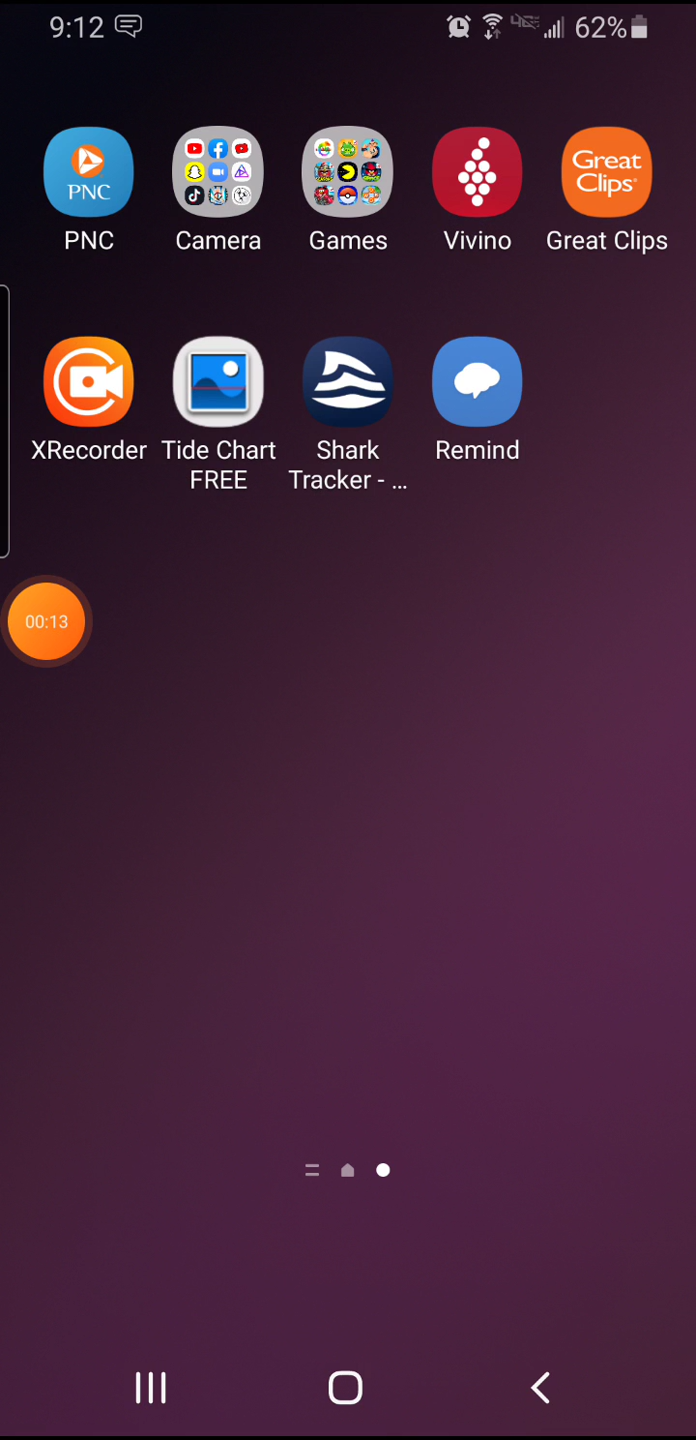 9:12 62%
PNC
Great
Clips
PNC Camera Games Vivino Great Clips
XRecorder Tide Chart Shark Remind
FREE Tracker - ...
00:13